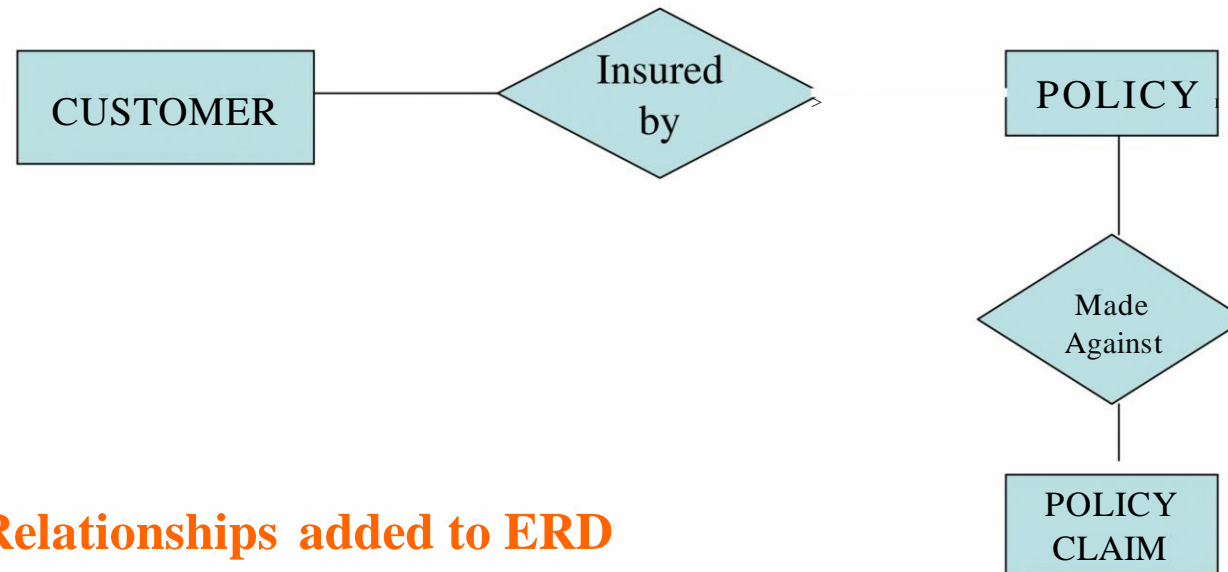 CUSTOMER
Insured
by
POLICY
Made
Against
POLICY
CLAIM
Relationships added to ERD